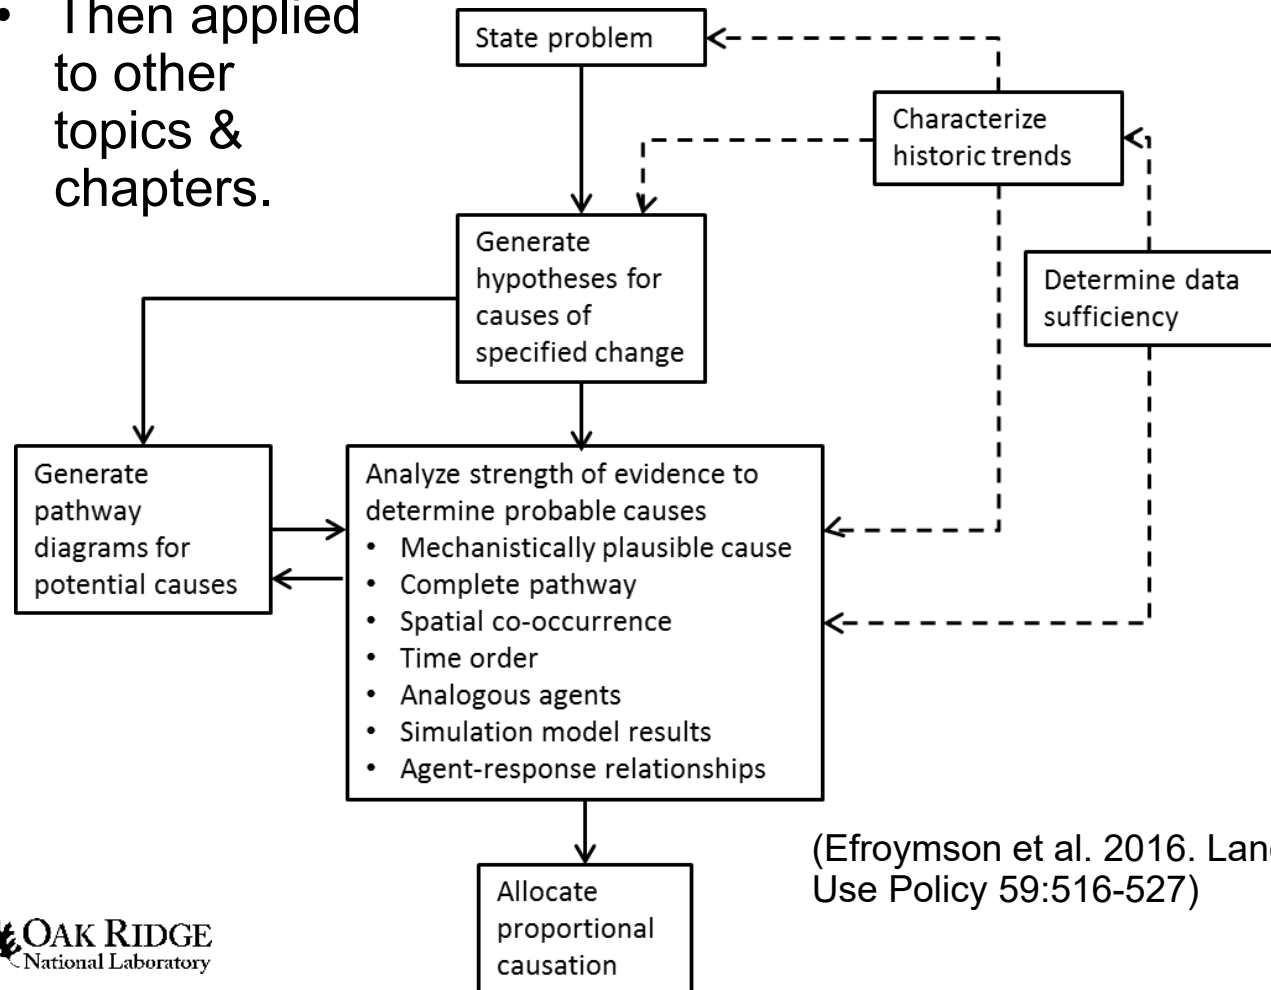 • Then applied
to other
topics &
chapters.
State problem
Characterize
historic trends
Generate
hypotheses for
causes of
specified change
Determine data
sufficiency
Generate
pathway
diagrams for
potential causes
Analyze strength of evidence to
determine probable causes
• Mechanistically plausible cause
• Complete pathway
• Spatial co-occurrence
• Time order
• Analogous agents
• Simulation model results
• Agent-response relationships
(Efroymson et al. 2016. Land
Use Policy 59:516-527)
Allocate
proportional
causation
OAK RIDGE
National Laboratory